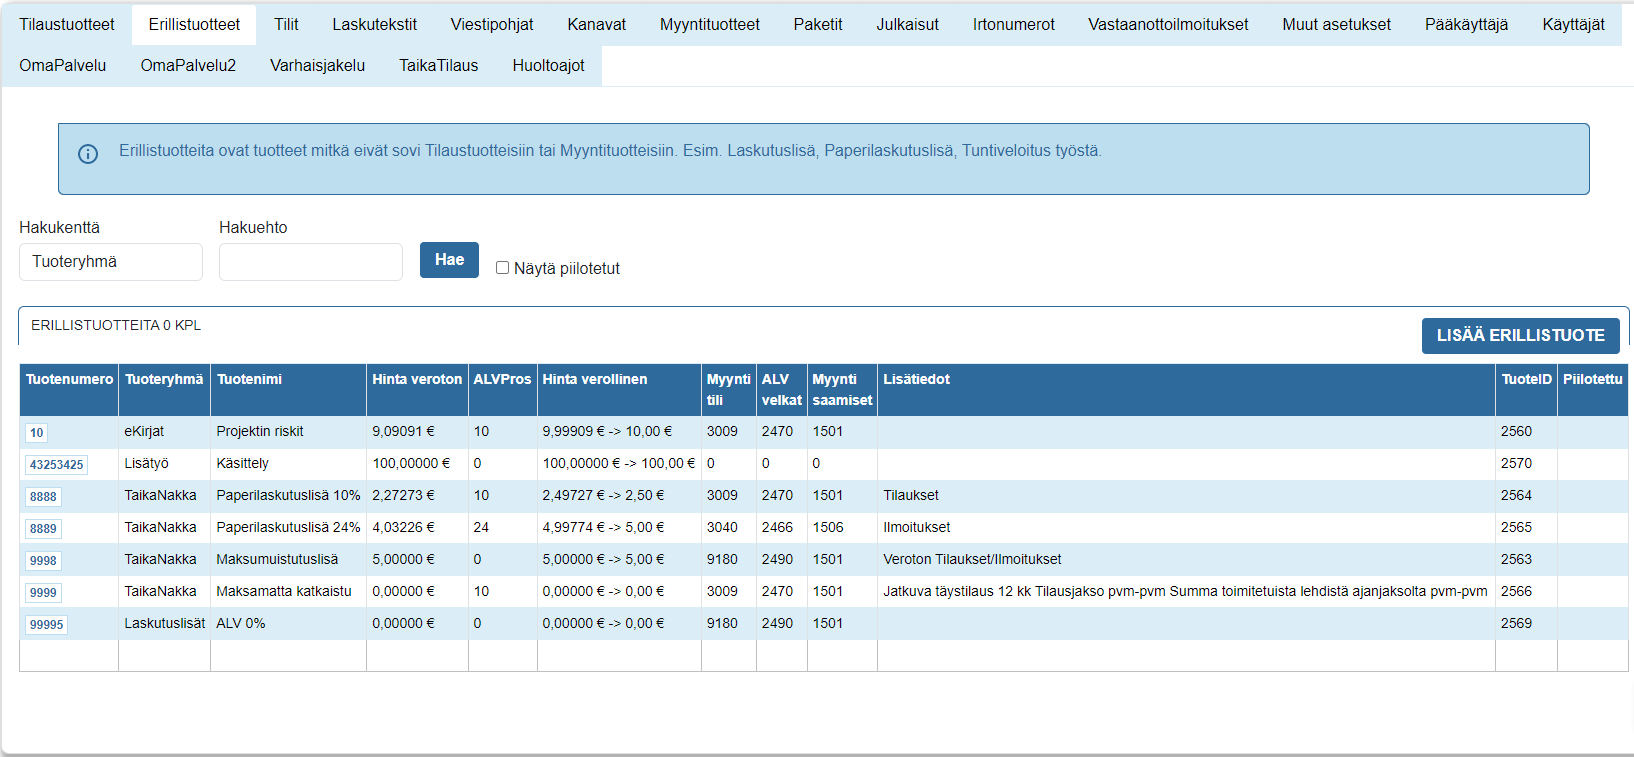 Tilaustuotteet Erillistuotteet Tilit Laskutekstit Viestipohjat Kanavat Myyntituotteet Paketit Julkaisut Irtonumerot Vastaanottoilmoitukset Muut asetukset Pääkäyttäjä Käyttäjät
OmaPalvelu OmaPalvelu2 Varhaisjakelu TaikaTilaus Huoltoajot
Erillistuotteita ovat tuotteet mitkä eivät sovi Tilaustuotteisiin tai Myyntituotteisiin. Esim. Laskutuslisä, Paperilaskutuslisä, Tuntiveloitus työstä.
Hakukenttä Hakuehto
Tuoteryhmä Hae Näytä piilotetut
ERILLISTUOTTEITA 0 KPL
LISÄÄ ERILLISTUOTE
Tuotenumero Tuoteryhmä Tuotenimi Hinta veroton ALVPros Hinta verollinen Myynti tili ALV velkat Myynti saamiset Lisätiedot TuoteID Piilotettu
10 eKirjat Projektin riskit 9,09091 € 10 9,99909 € -> 10,00 € 3009 2470 1501 2560
43253425 Lisätyö Käsittely 100,00000 € 0 100,00000 € -> 100,00 € 0 0 0 2570
8888 TaikaNakka Paperilaskutuslisä 10% 2,27273 € 10 2,49727 € -> 2,50 € 3009 2470 1501 Tilaukset 2564
8889 TaikaNakka Paperilaskutuslisä 24% 4,03226 € 24 4,99774 € -> 5,00 € 3040 2466 1506 Ilmoitukset 2565
9998 TaikaNakka Maksumuistutuslisä 5,00000 € 0 5,00000 € -> 5,00 € 9180 2490 1501 Veroton Tilaukset/Ilmoitukset 2563
9999 TaikaNakka Maksamatta katkaistu 0,00000 € 10 0,00000 € -> 0,00 € 3009 2470 1501 Jatkuva täystilaus 12 kk Tilausjakso pvm-pvm Summa toimitetuista lehdistä ajanjaksolta pvm-pvm 2566
99995 Laskutuslisät ALV 0% 0,00000 € 0 0,00000 € -> 0,00 € 9180 2490 1501 2569